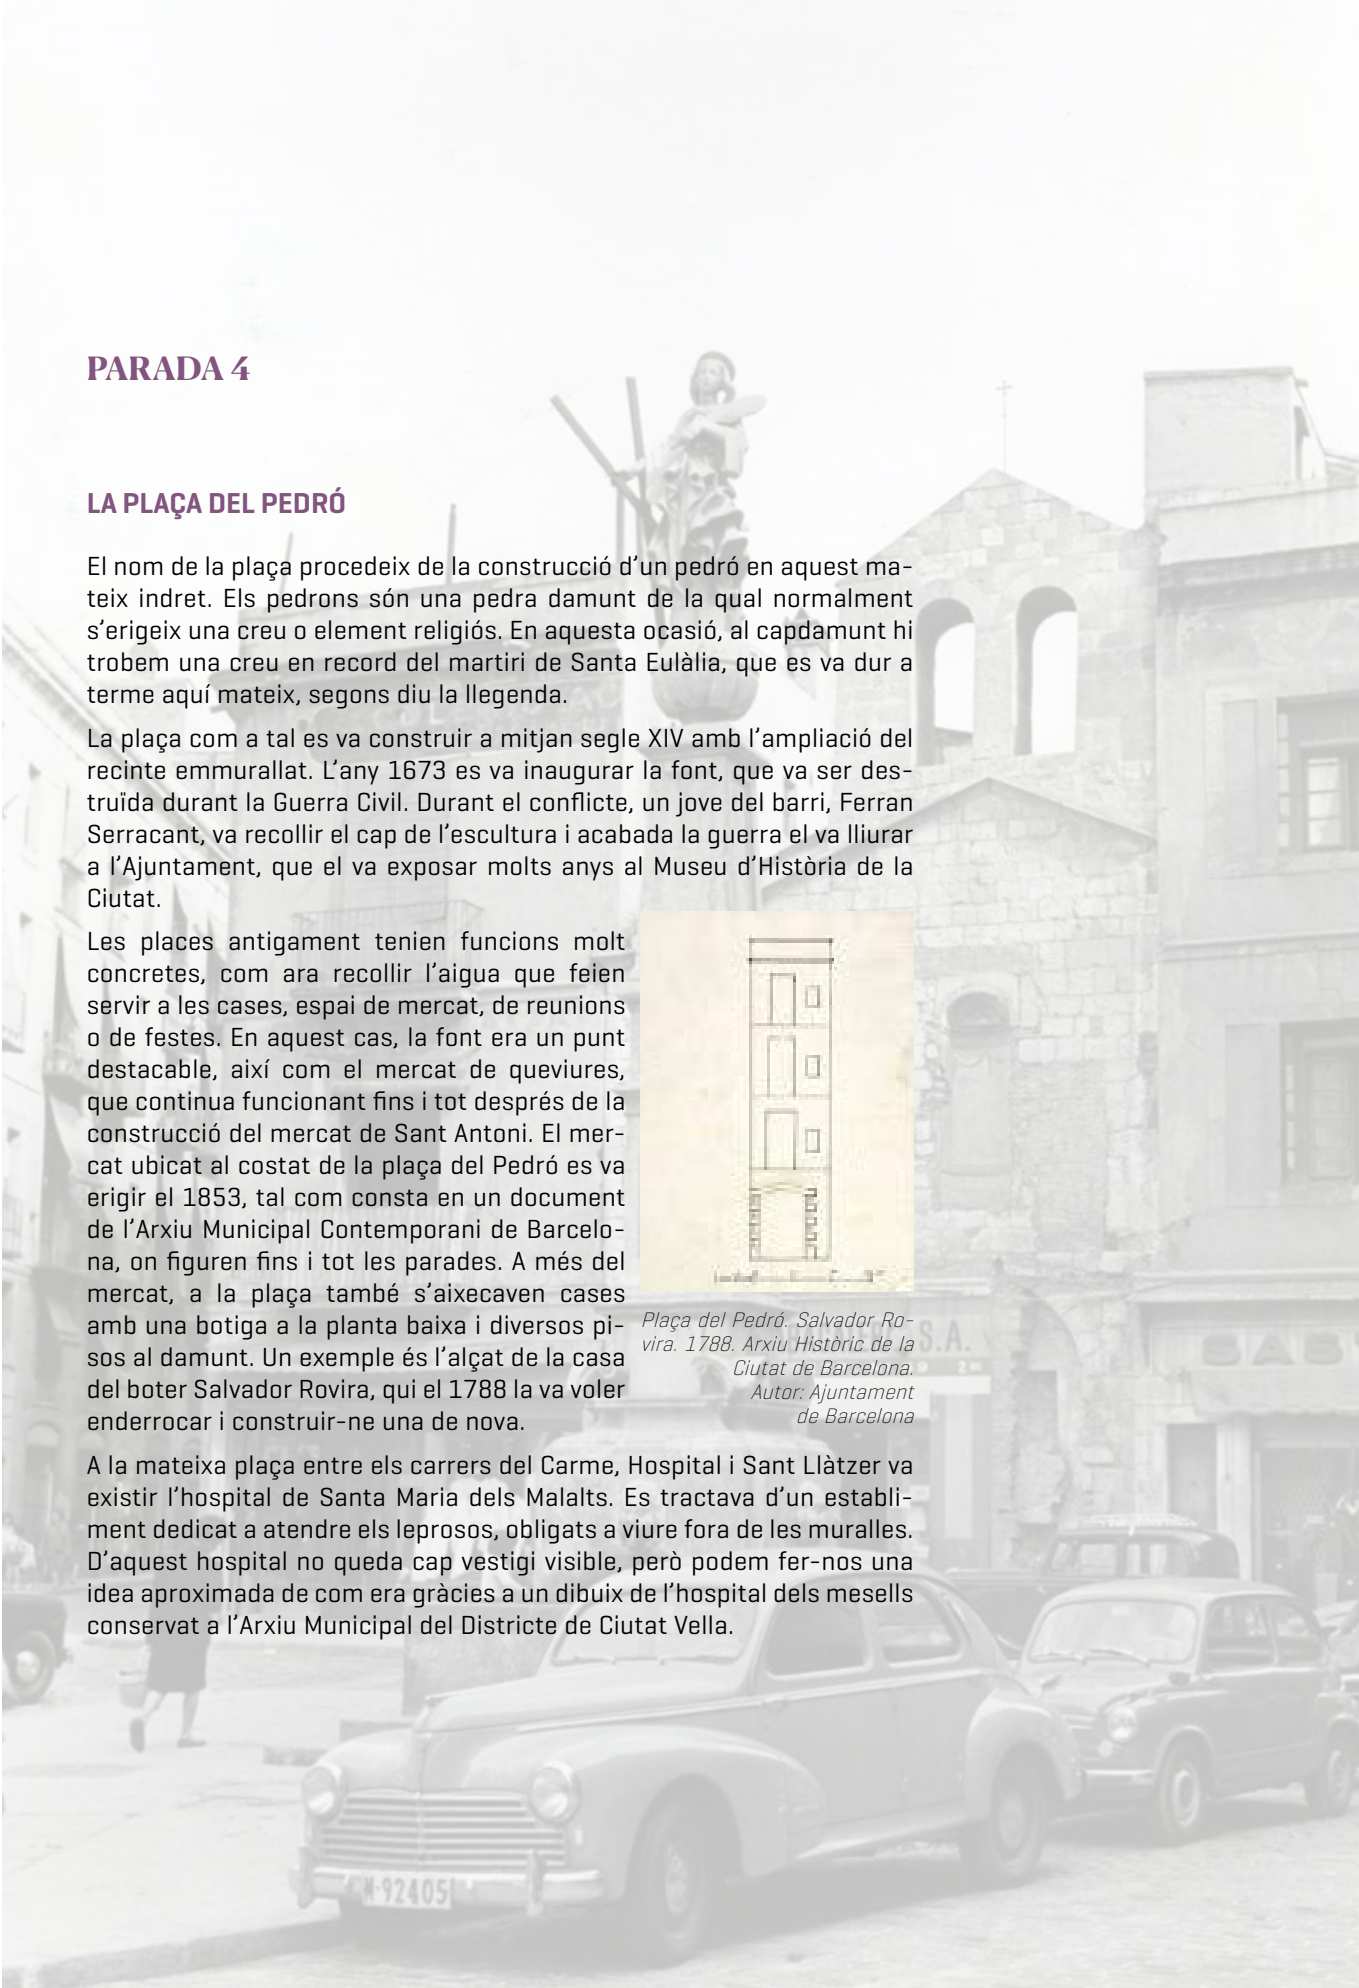 PARADA 4
LA PLAÇA DEL PEDRÓ
El nom de la plaça procedeix de la construcció d’un pedró en aquest ma-
teix indret. Els pedrons són una pedra damunt de la qual normalment
s’erigeix una creu o element religiós. En aquesta ocasió, al capdamunt hi
trobem una creu en record del martiri de Santa Eulàlia, que es va dur a
terme aquí mateix, segons diu la llegenda.
La plaça com a tal es va construir a mitjan segle XIV amb l’ampliació del
recinte emmurallat. L’any 1673 es va inaugurar la font, que va ser des-
truïda durant la Guerra Civil. Durant el conflicte, un jove del barri, Ferran
Serracant, va recollir el cap de l’escultura i acabada la guerra el va lliurar
a l’Ajuntament, que el va exposar molts anys al Museu d’Història de la
Ciutat.
Les places antigament tenien funcions molt
concretes, com ara recollir l’aigua que feien
servir a les cases, espai de mercat, de reunions
o de festes. En aquest cas, la font era un punt
destacable, així com el mercat de queviures,
que continua funcionant fins i tot després de la
construcció del mercat de Sant Antoni. El mer-
cat ubicat al costat de la plaça del Pedró es va
erigir el 1853, tal com consta en un document
de l’Arxiu Municipal Contemporani de Barcelo-
na, on figuren fins i tot les parades. A més del
mercat, a la plaça també s’aixecaven cases
amb una botiga a la planta baixa i diversos pi-
sos al damunt. Un exemple és l’alçat de la casa
del boter Salvador Rovira, qui el 1788 la va voler
enderrocar i construir-ne una de nova.
Plaça del Pedró. Salvador Ro-
vira. 1788. Arxiu Històric de la
Ciutat de Barcelona.
Autor: Ajuntament
de Barcelona
A la mateixa plaça entre els carrers del Carme, Hospital i Sant Llàtzer va
existir l’hospital de Santa Maria dels Malalts. Es tractava d’un establi-
ment dedicat a atendre els leprosos, obligats a viure fora de les muralles.
D’aquest hospital no queda cap vestigi visible, però podem fer-nos una
idea aproximada de com era gràcies a un dibuix de l’hospital dels mesells
conservat a l’Arxiu Municipal del Districte de Ciutat Vella.
S.A.
M-92405